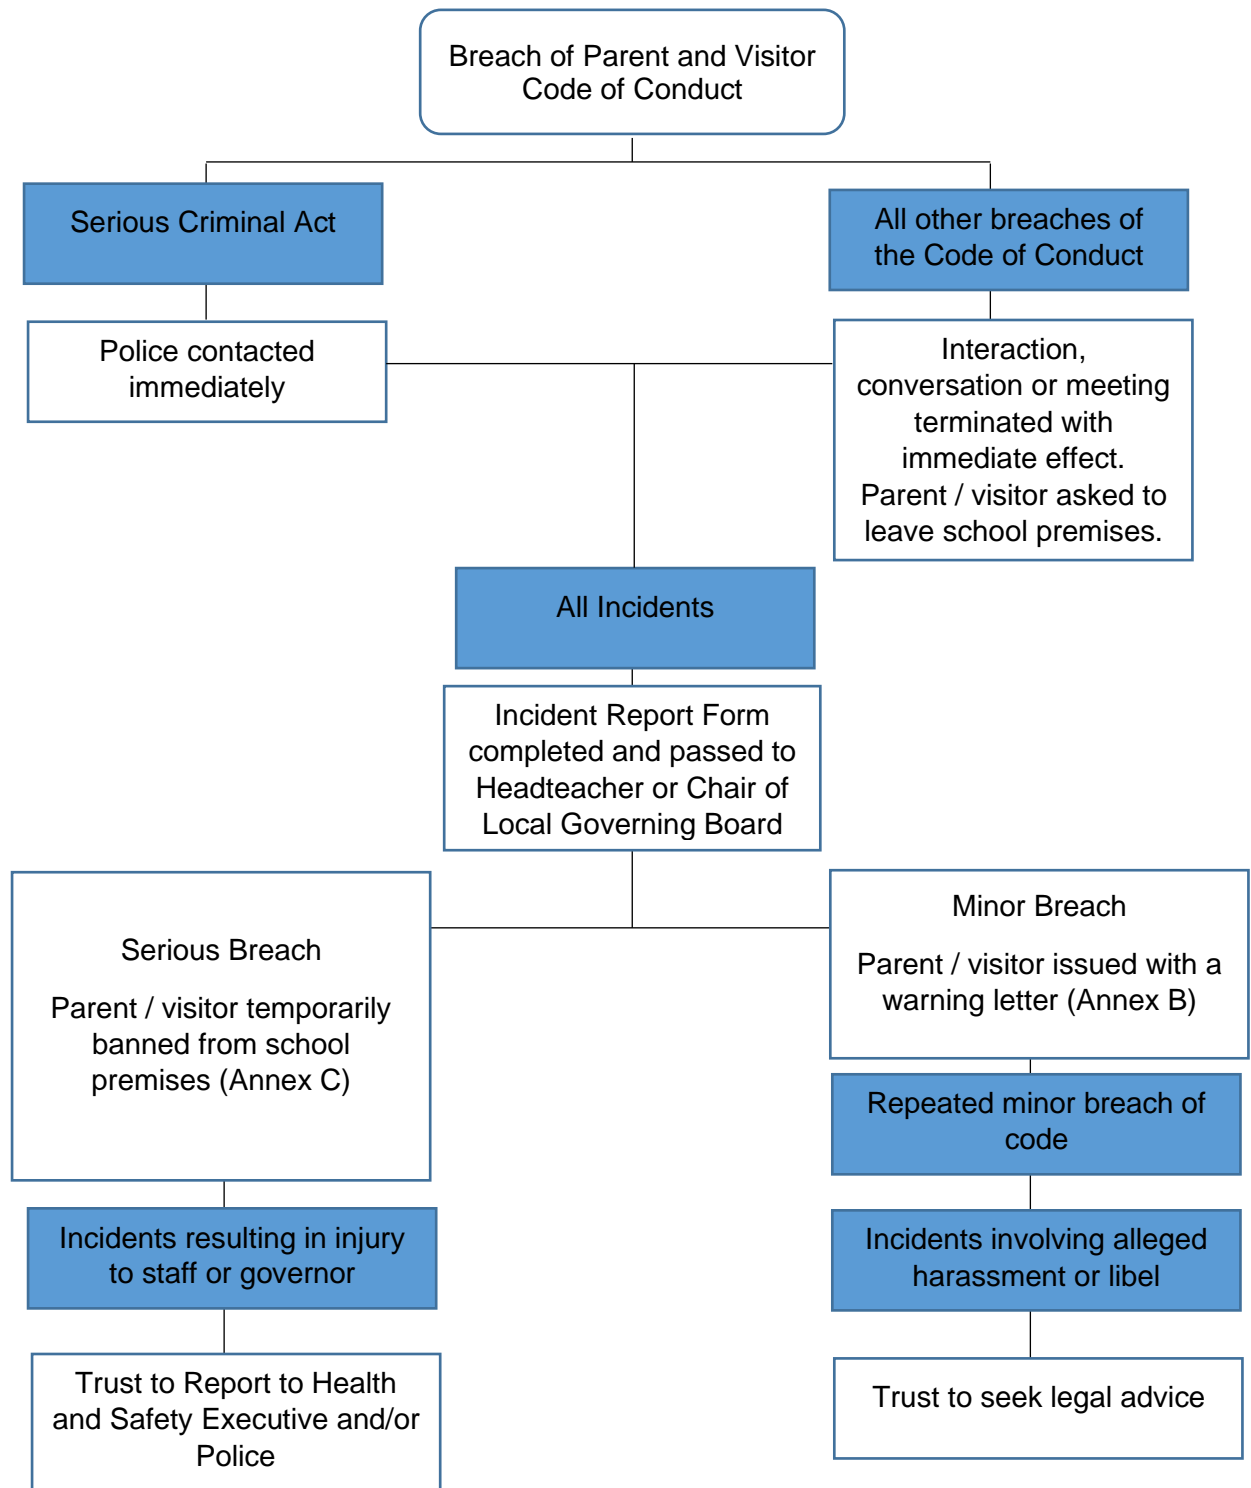 Breach of Parent and Visitor
Code of Conduct
Serious Criminal Act
All other breaches of
the Code of Conduct
Police contacted
immediately
Interaction,
conversation or meeting
terminated with
immediate effect.
Parent / visitor asked to
leave school premises.
All Incidents
Incident Report Form
completed and passed to
Headteacher or Chair of
Local Governing Board
Serious Breach
Parent / visitor temporarily
banned from school
premises (Annex C)
Minor Breach
Parent / visitor issued with a
warning letter (Annex B)
Repeated minor breach of
code
Incidents resulting in injury
to staff or governor
Incidents involving alleged
harassment or libel
Trust to Report to Health
and Safety Executive and/or
Police
Trust to seek legal advice